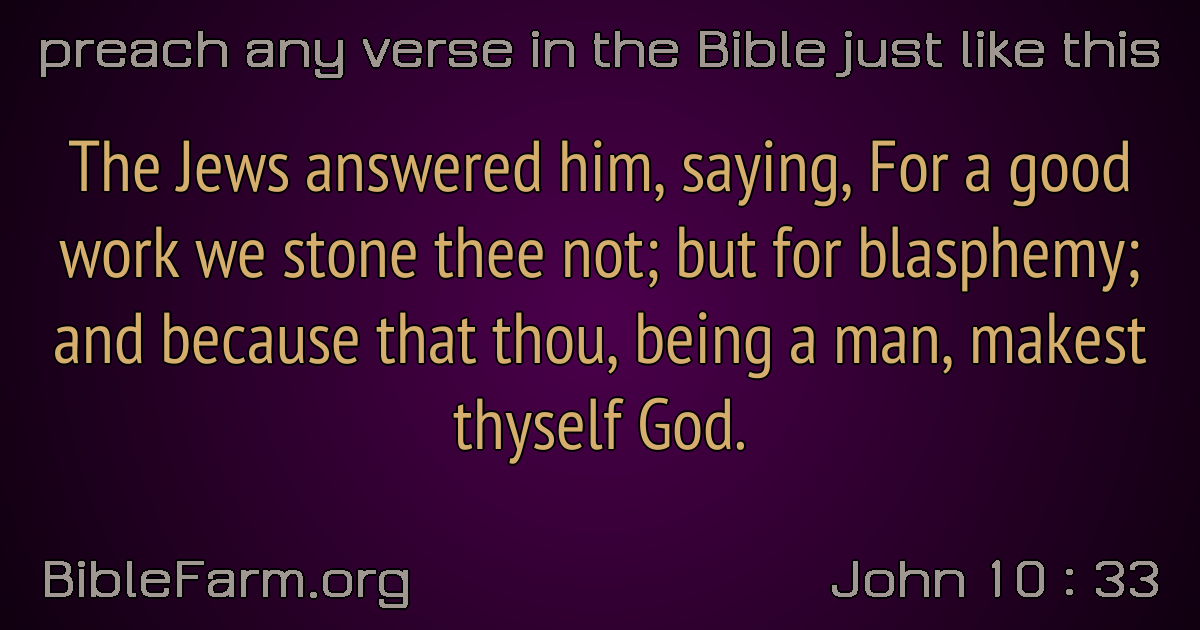 preach any verse in the Bible just like this
The Jews answered him, saying, For a good
work we stone thee not; but for blasphemy;
and because that thou, being a man, makest
thyself God.
BibleFarm.org
John 10 : 33